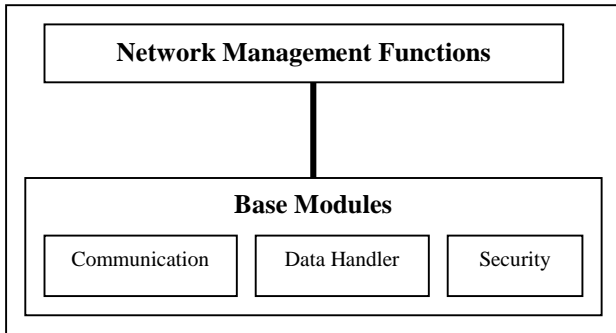 Network Management Functions
Base Modules
Communication Data Handler Security